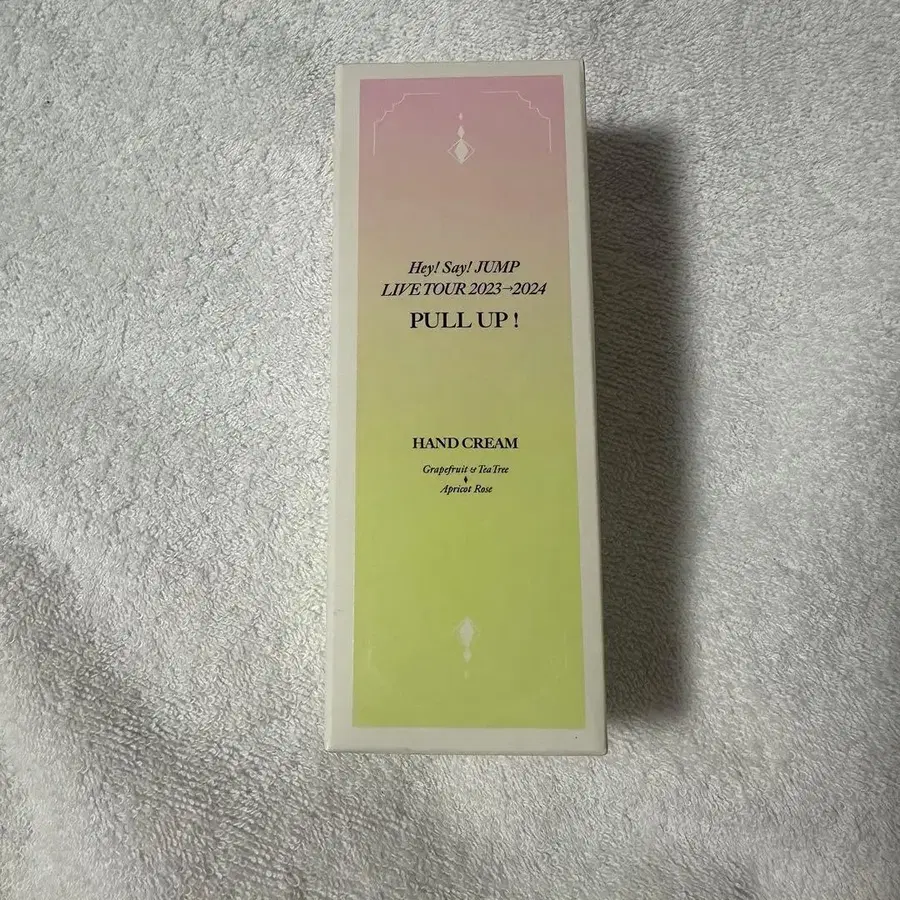 Hey! Say! JUMP
LIVE TOUR 2023→2024
PULL UP !
HAND CREAM
Grapefruit & Tea Tree
Apricot Rose